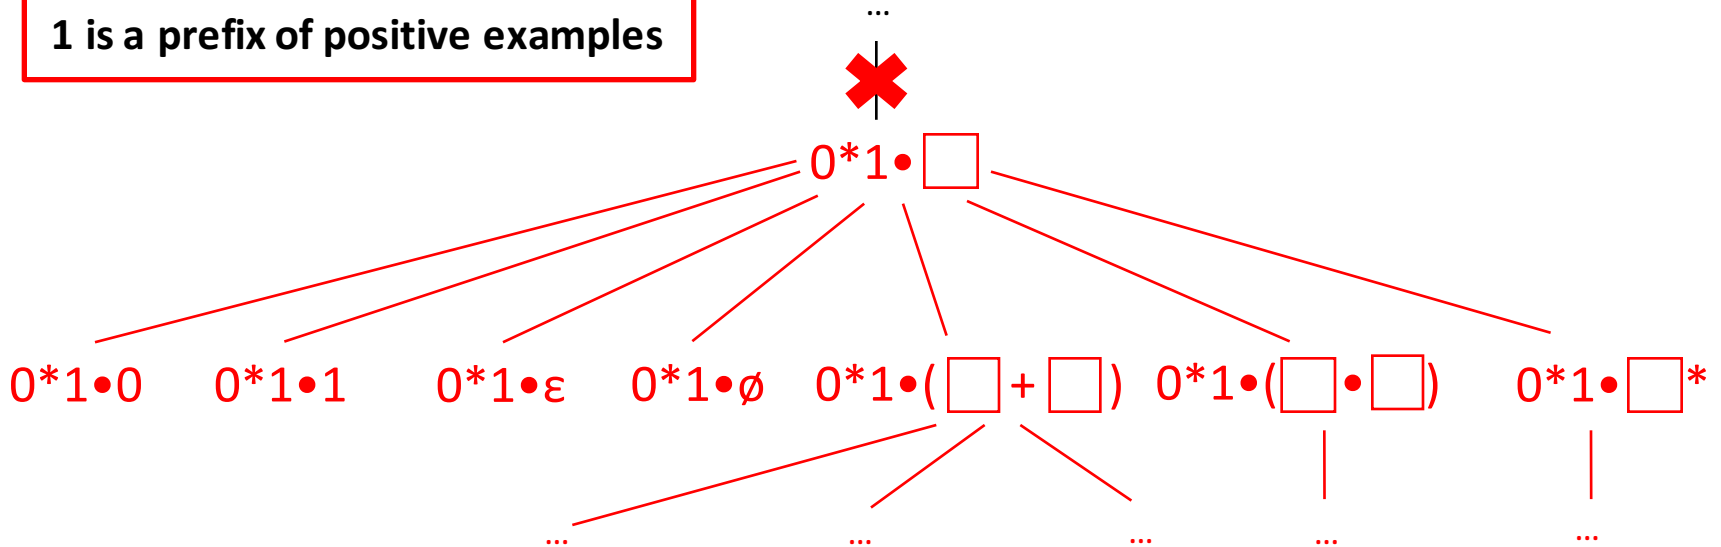 1 is a prefix of positive examples
...
0*1•□
0*1•0 0*1•1 0*1•ε 0*1•ø 0*1•(□+□) 0*1•(□•□) 0*1•□*
... ... ... ... ...